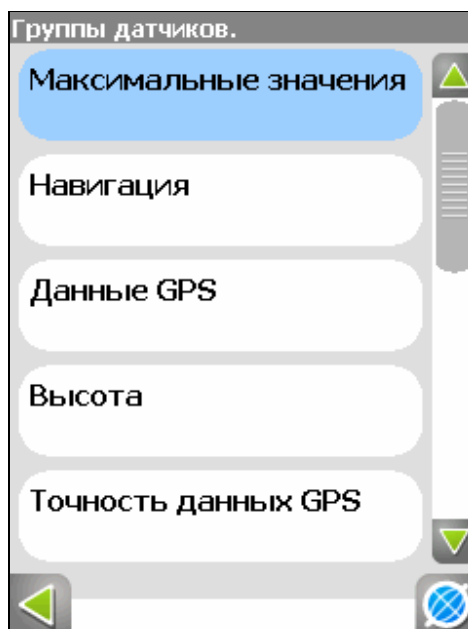 Группы датчиков.
Максимальные значения
Навигация
Данные GPS
Высота
Точность данных GPS